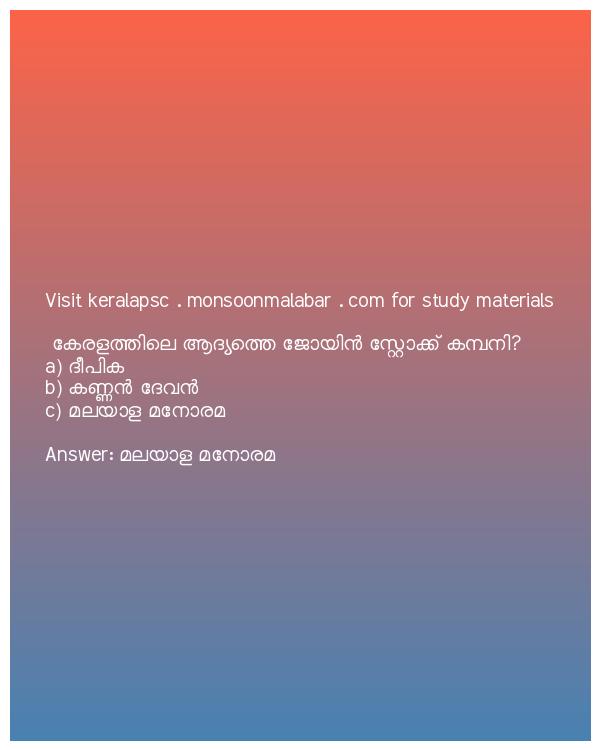 Visit keralapsc . monsoonmalabar . com for study materials
കേരളത്തിലെ ആദ്യത്തെ ജോയിൻ സ്റ്റോക്ക് കമ്പനി?
a) ദീപിക
b) കണ്ണൻ ദേവൻ
c) മലയാള മനോരമ
Answer: മലയാള മനോരമ